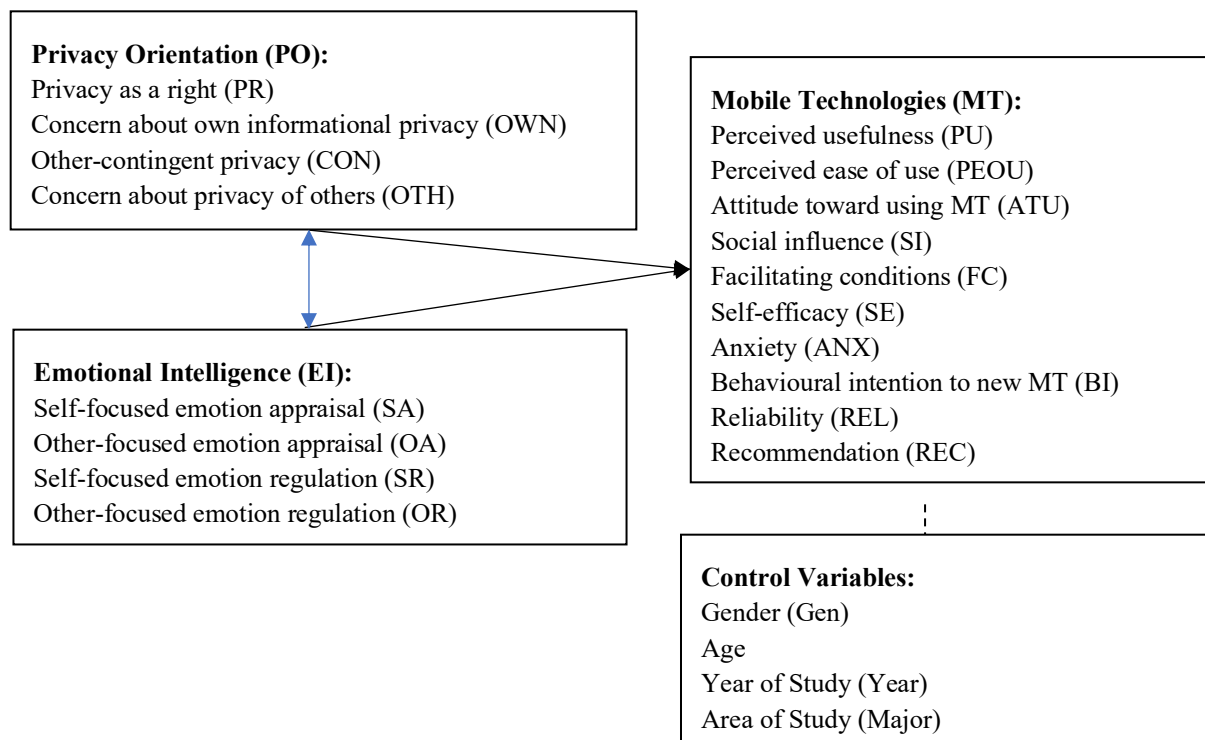 Privacy Orientation (PO):
Privacy as a right (PR)
Concern about own informational privacy (OWN)
Other-contingent privacy (CON)
Concern about privacy of others (OTH)
Emotional Intelligence (EI):
Self-focused emotion appraisal (SA)
Other-focused emotion appraisal (OA)
Self-focused emotion regulation (SR)
Other-focused emotion regulation (OR)
Mobile Technologies (MT):
Perceived usefulness (PU)
Perceived ease of use (PEOU)
Attitude toward using MT (ATU)
Social influence (SI)
Facilitating conditions (FC)
Self-efficacy (SE)
Anxiety (ANX)
Behavioural intention to new MT (BI)
Reliability (REL)
Recommendation (REC)
Control Variables:
Gender (Gen)
Age
Year of Study (Year)
Area of Study (Major)